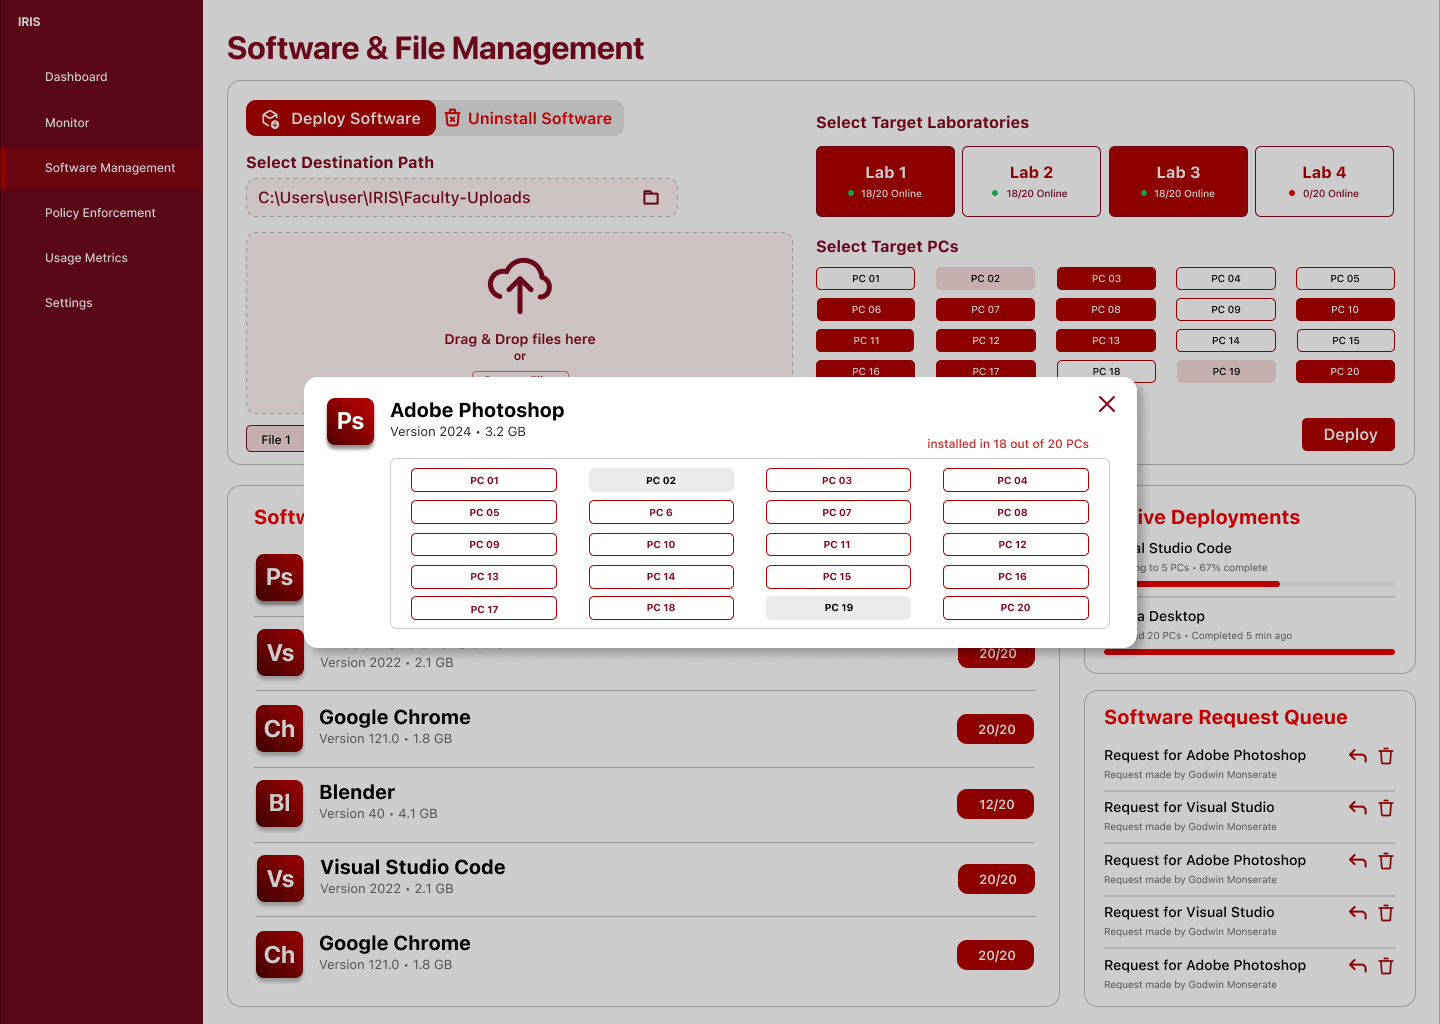 IRIS
Dashboard
Monitor
Software Management
Policy Enforcement
Usage Metrics
Settings
Software & File Management
Deploy Software
Uninstall Software
Select Destination Path
C:\Users\user\IRIS\Faculty-Uploads
Drag & Drop files here
or
File 1
Select Target Laboratories
Lab 1
18/20 Online
Lab 2
18/20 Online
Lab 3
18/20 Online
Lab 4
0/20 Online
Select Target PCs
PC 01 PC 02 PC 03 PC 04 PC 05
PC 06 PC 07 PC 08 PC 09 PC 10
PC 11 PC 12 PC 13 PC 14 PC 15
PC 16 PC 17 PC 18 PC 19 PC 20
Deploy
Ps
Adobe Photoshop
Version 2024 • 3.2 GB
installed in 18 out of 20 PCs
PC 01 PC 02 PC 03 PC 04
PC 05 PC 6 PC 07 PC 08
PC 09 PC 10 PC 11 PC 12
PC 13 PC 14 PC 15 PC 16
PC 17 PC 18 PC 19 PC 20
Softw
Ps
Vs
Version 2022 • 2.1 GB
20/20
Ch
Google Chrome
Version 121.0 • 1.8 GB
20/20
Bl
Blender
Version 40 • 4.1 GB
12/20
Vs
Visual Studio Code
Version 2022 • 2.1 GB
20/20
Ch
Google Chrome
Version 121.0 • 1.8 GB
20/20
ive Deployments
al Studio Code
ng to 5 PCs • 67% complete
a Desktop
ed 20 PCs • Completed 5 min ago
Software Request Queue
Request for Adobe Photoshop
Request made by Godwin Monserate
Request for Visual Studio
Request made by Godwin Monserate
Request for Adobe Photoshop
Request made by Godwin Monserate
Request for Visual Studio
Request made by Godwin Monserate
Request for Adobe Photoshop
Request made by Godwin Monserate